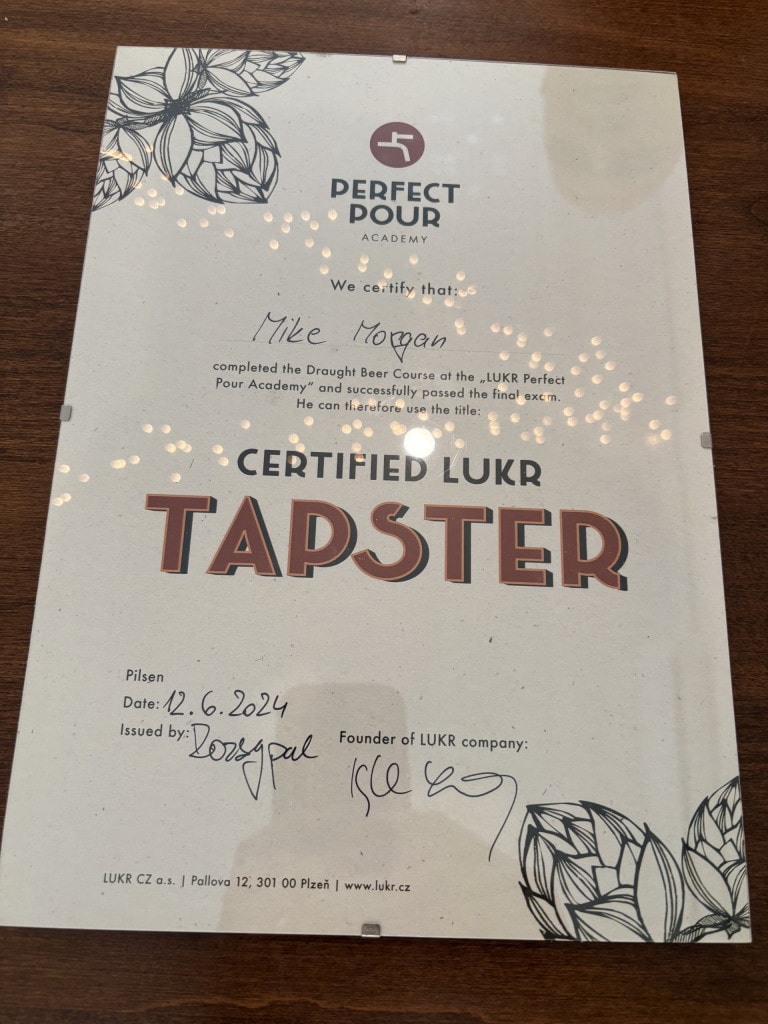 PERFECT
POUR
ACADEMY
We certify that:
Mike Morgan
completed the Draught Beer Course at the „LUKR Perfect
Pour Academy“ and successfully passed the final exam.
He can therefore use the title:
CERTIFIED LUKR
TAPSTER
Pilsen
Date: 12.6.2024
Issued by:
Founder of LUKR company:
LUKR CZ a.s. | Pallova 12, 301 00 Plzeň | www.lukr.cz